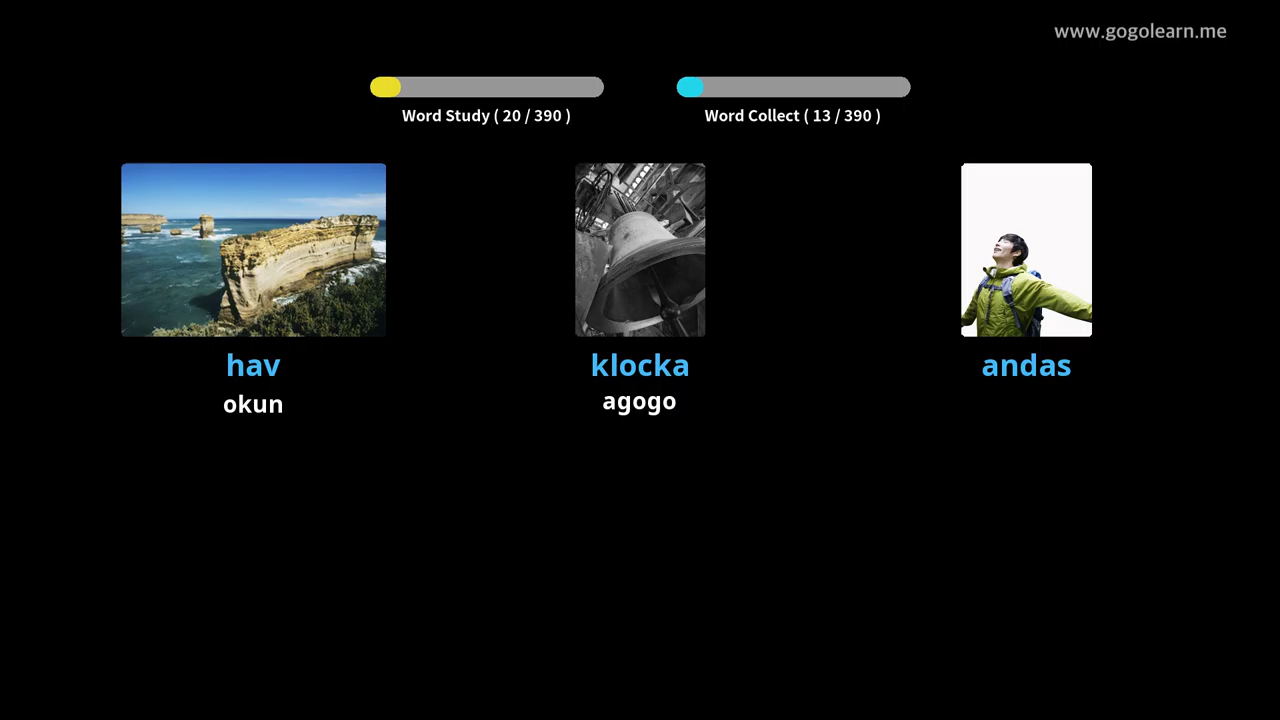 www.gogolearn.me
Word Study ( 20 / 390 )
Word Collect ( 13 / 390 )
hav
klocka
andas
okun
agogo